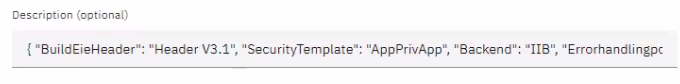 Description (optional)
{ "BuildEieHeader": "Header V3.1", "SecurityTemplate": "AppPrivApp", "Backend": "IIB", "Errorhandlingpc